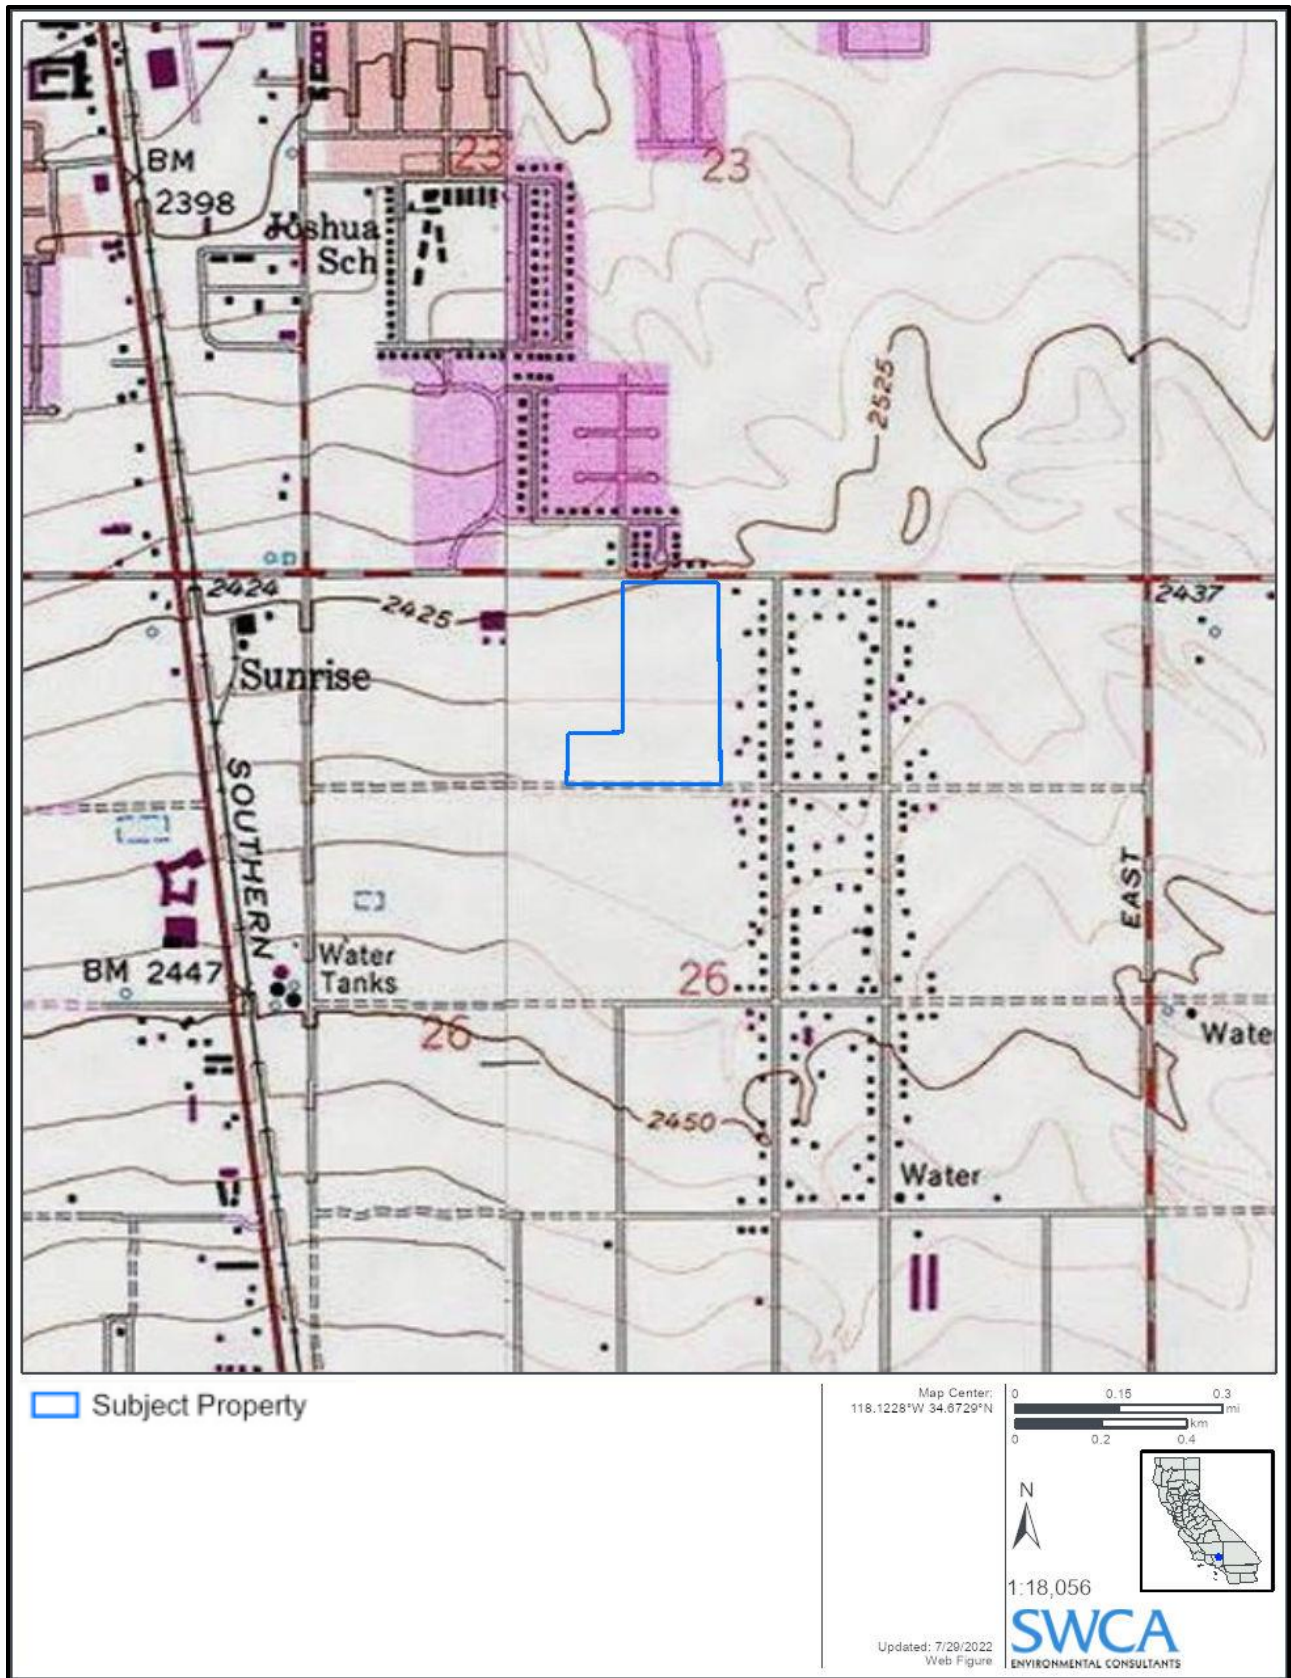 23
23
BM
2398
Joshua
Sch
2525
2424
2425
2437
Sunrise
SOUTHERN
EAST
Water
Tanks
BM 2447
26
26
Wate
2450
Water
Subject Property
Map Center:
118.1228°W 34.6729°N
0 0.15 0.3
mi
km
0 0.2 0.4
N
1:18,056
Updated: 7/29/2022
Web Figure
SWCA
ENVIRONMENTAL CONSULTANTS